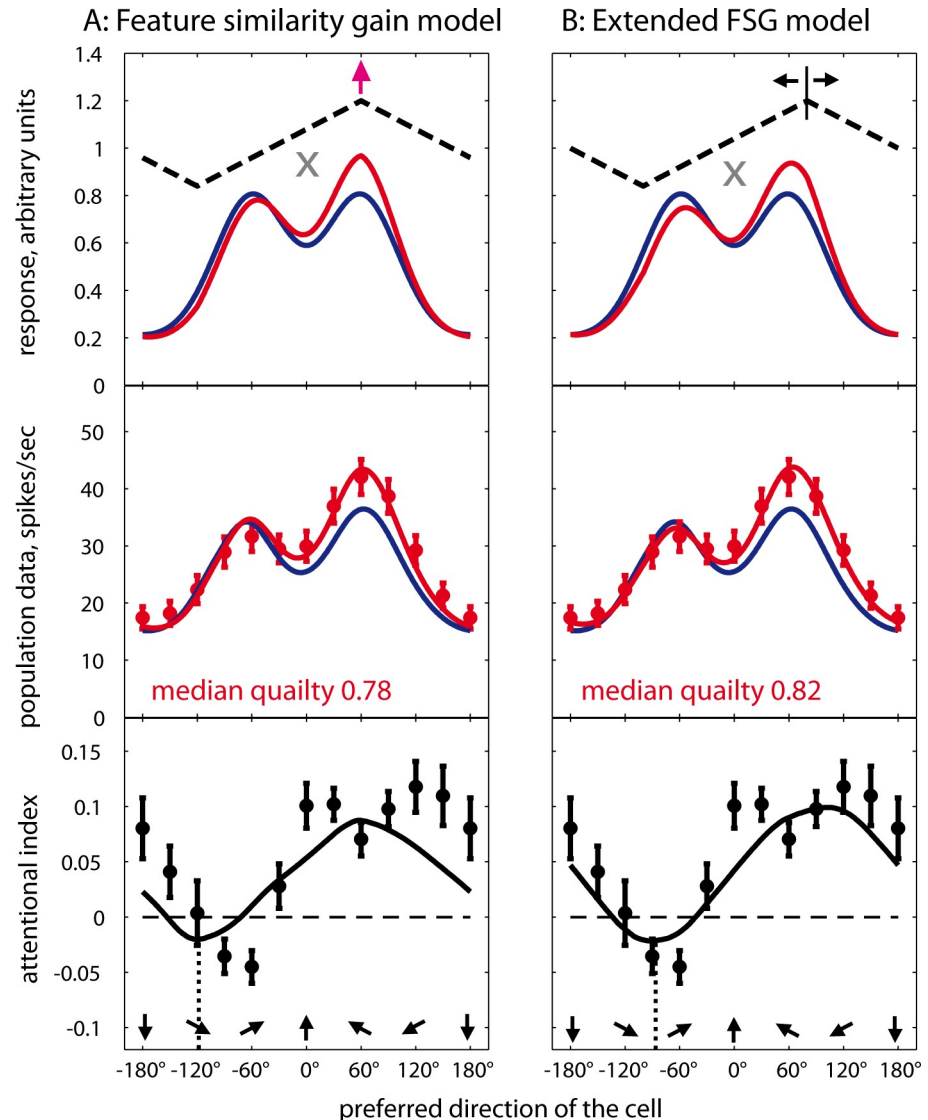 A: Feature similarity gain model
B: Extended FSG model
response, arbitrary units
1.4
1.2
1
0.8
0.6
0.4
0.2
0
X
X
population data, spikes/sec
50
40
30
20
10
0
median quailty 0.78
median quailty 0.82
attentional index
0.15
0.1
0.05
0
-0.05
-0.1
-180° -120° -60° 0° 60° 120° 180°
-180° -120° -60° 0° 60° 120° 180°
preferred direction of the cell